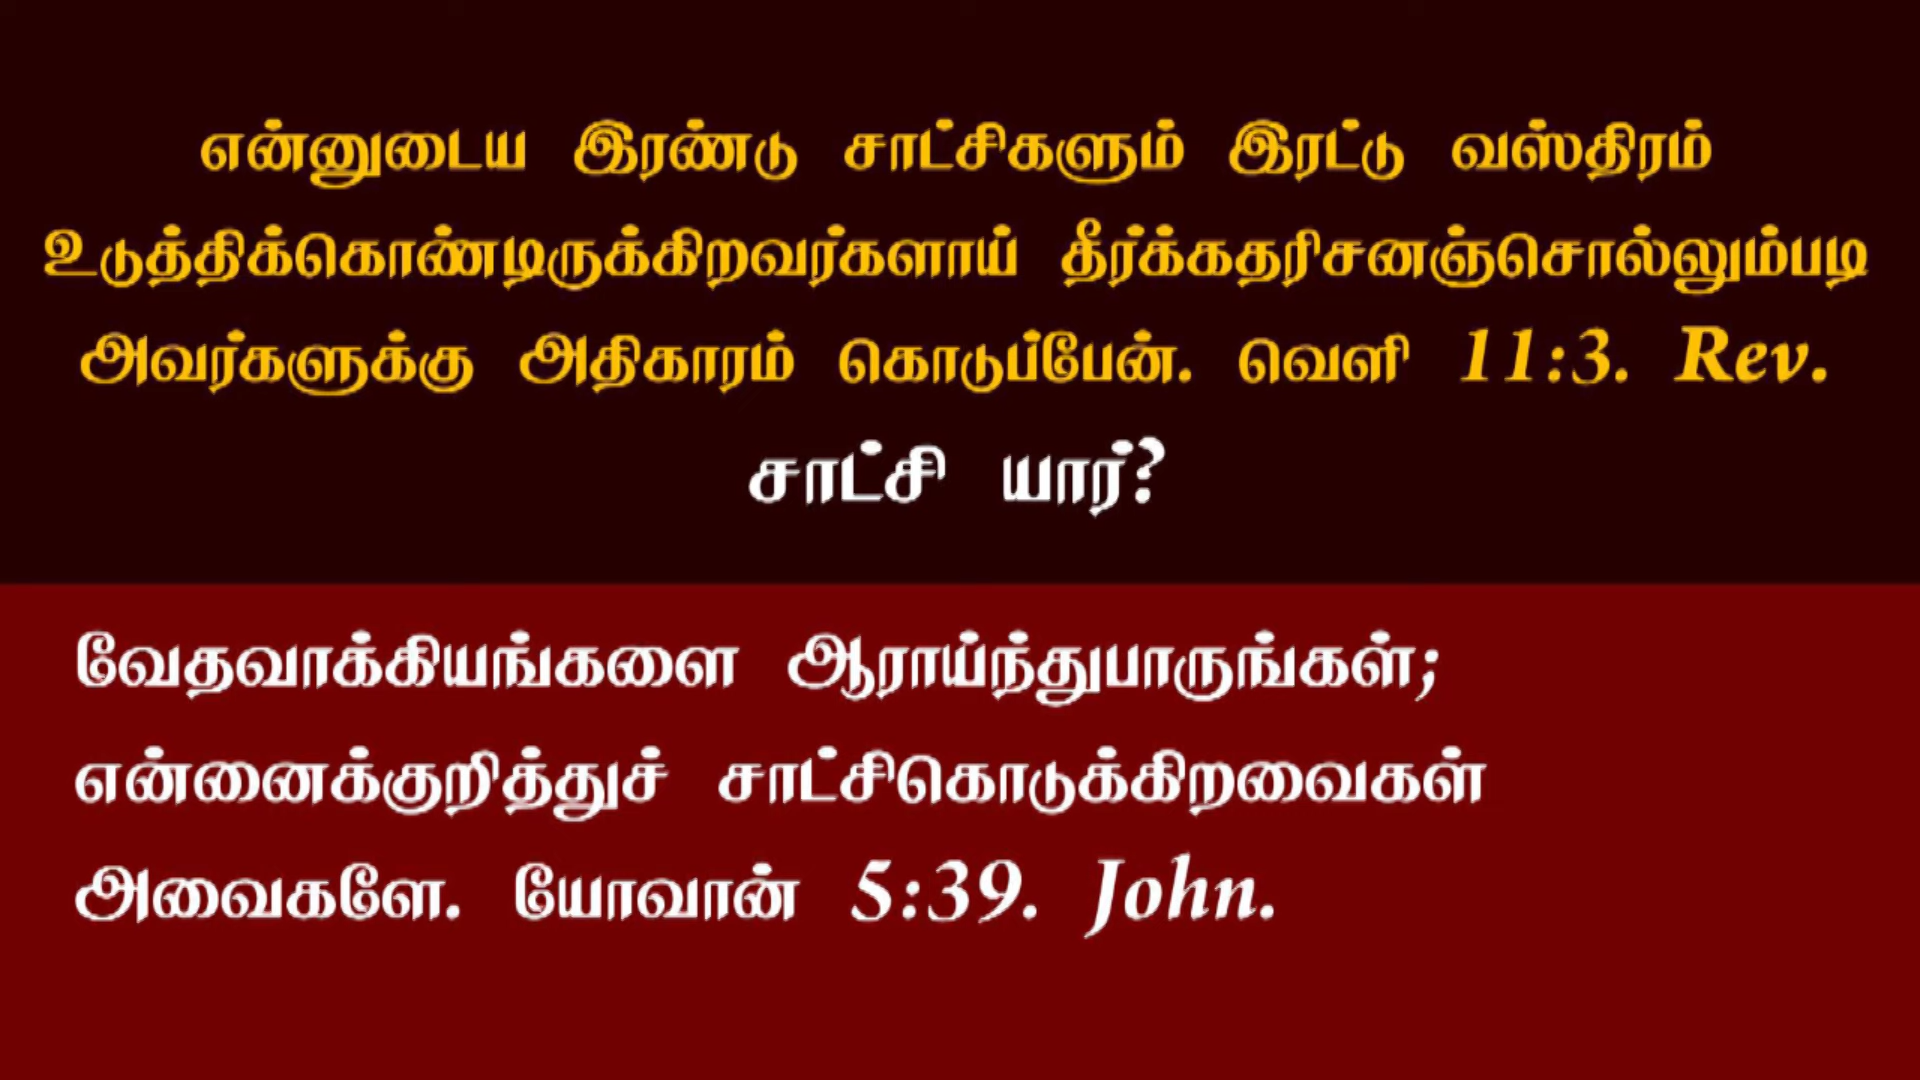 என்னுடைய இரண்டு சாட்சிகளும் இரட்டு வஸ்திரம்
உடுத்திக்கொண்டிருக்கிறவர்களாய் தீர்க்கதரிசனஞ்சொல்லும்படி
அவர்களுக்கு அதிகாரம் கொடுப்பேன். வெளி 11:3. Rev.
சாட்சி யார்?
வேதவாக்கியங்களை ஆராய்ந்துபாருங்கள்;
என்னைக்குறித்துச் சாட்சிகொடுக்கிறவைகள்
அவைகளே. யோவான் 5:39. John.